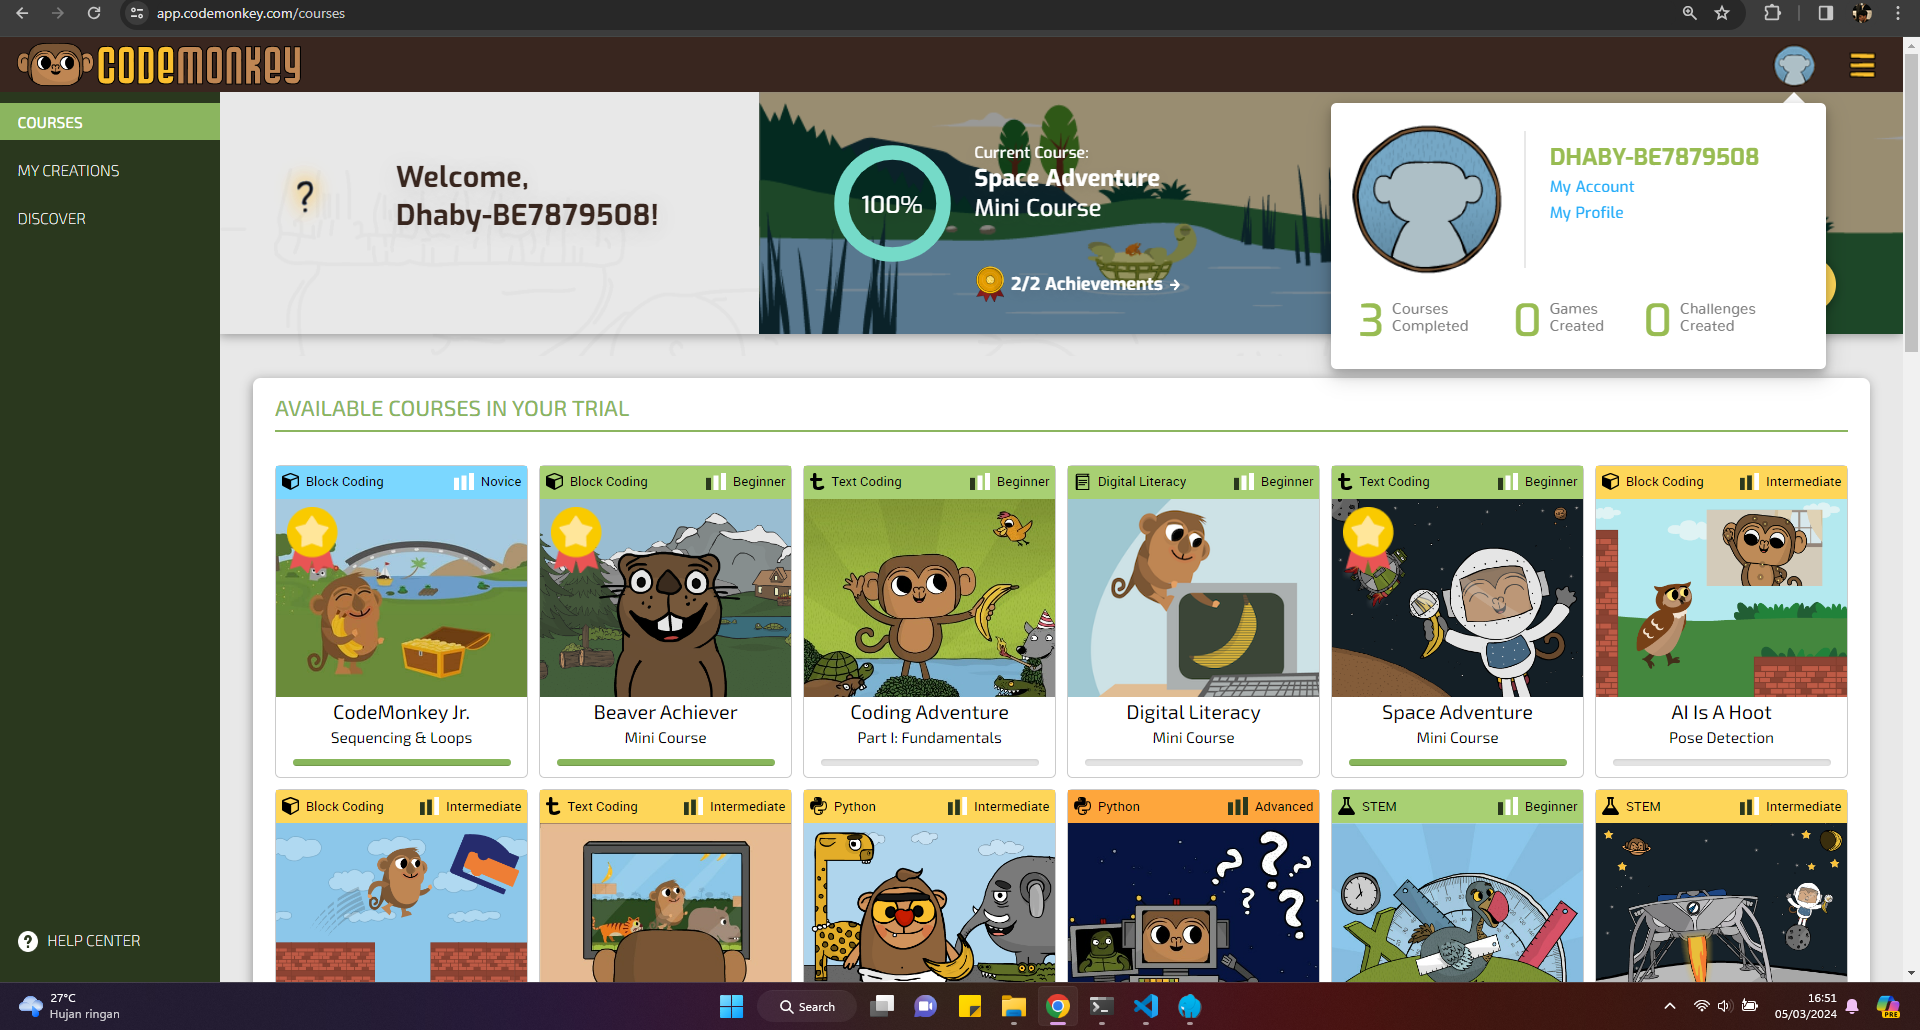 app.codemonkey.com/courses
CODEMONKEY
COURSES
MY CREATIONS
DISCOVER
HELP CENTER
?
Welcome,
Dhaby-BE7879508!
100%
Current Course:
Space Adventure
Mini Course
2/2 Achievements →
DHABY-BE7879508
My Account
My Profile
3 Courses Completed
0 Games Created
0 Challenges Created
AVAILABLE COURSES IN YOUR TRIAL
Block Coding Novice
CodeMonkey Jr.
Sequencing & Loops
Block Coding Beginner
Beaver Achiever
Mini Course
Text Coding Beginner
Coding Adventure
Part I: Fundamentals
Digital Literacy Beginner
Digital Literacy
Mini Course
Text Coding Beginner
Space Adventure
Mini Course
Block Coding Intermediate
AI Is A Hoot
Pose Detection
Block Coding Intermediate
Text Coding Intermediate
Python Intermediate
Python Advanced
? ? ? ? ?
STEM Beginner
STEM Intermediate
27°C
Hujan ringan
Search
16:51
05/03/2024
PRE